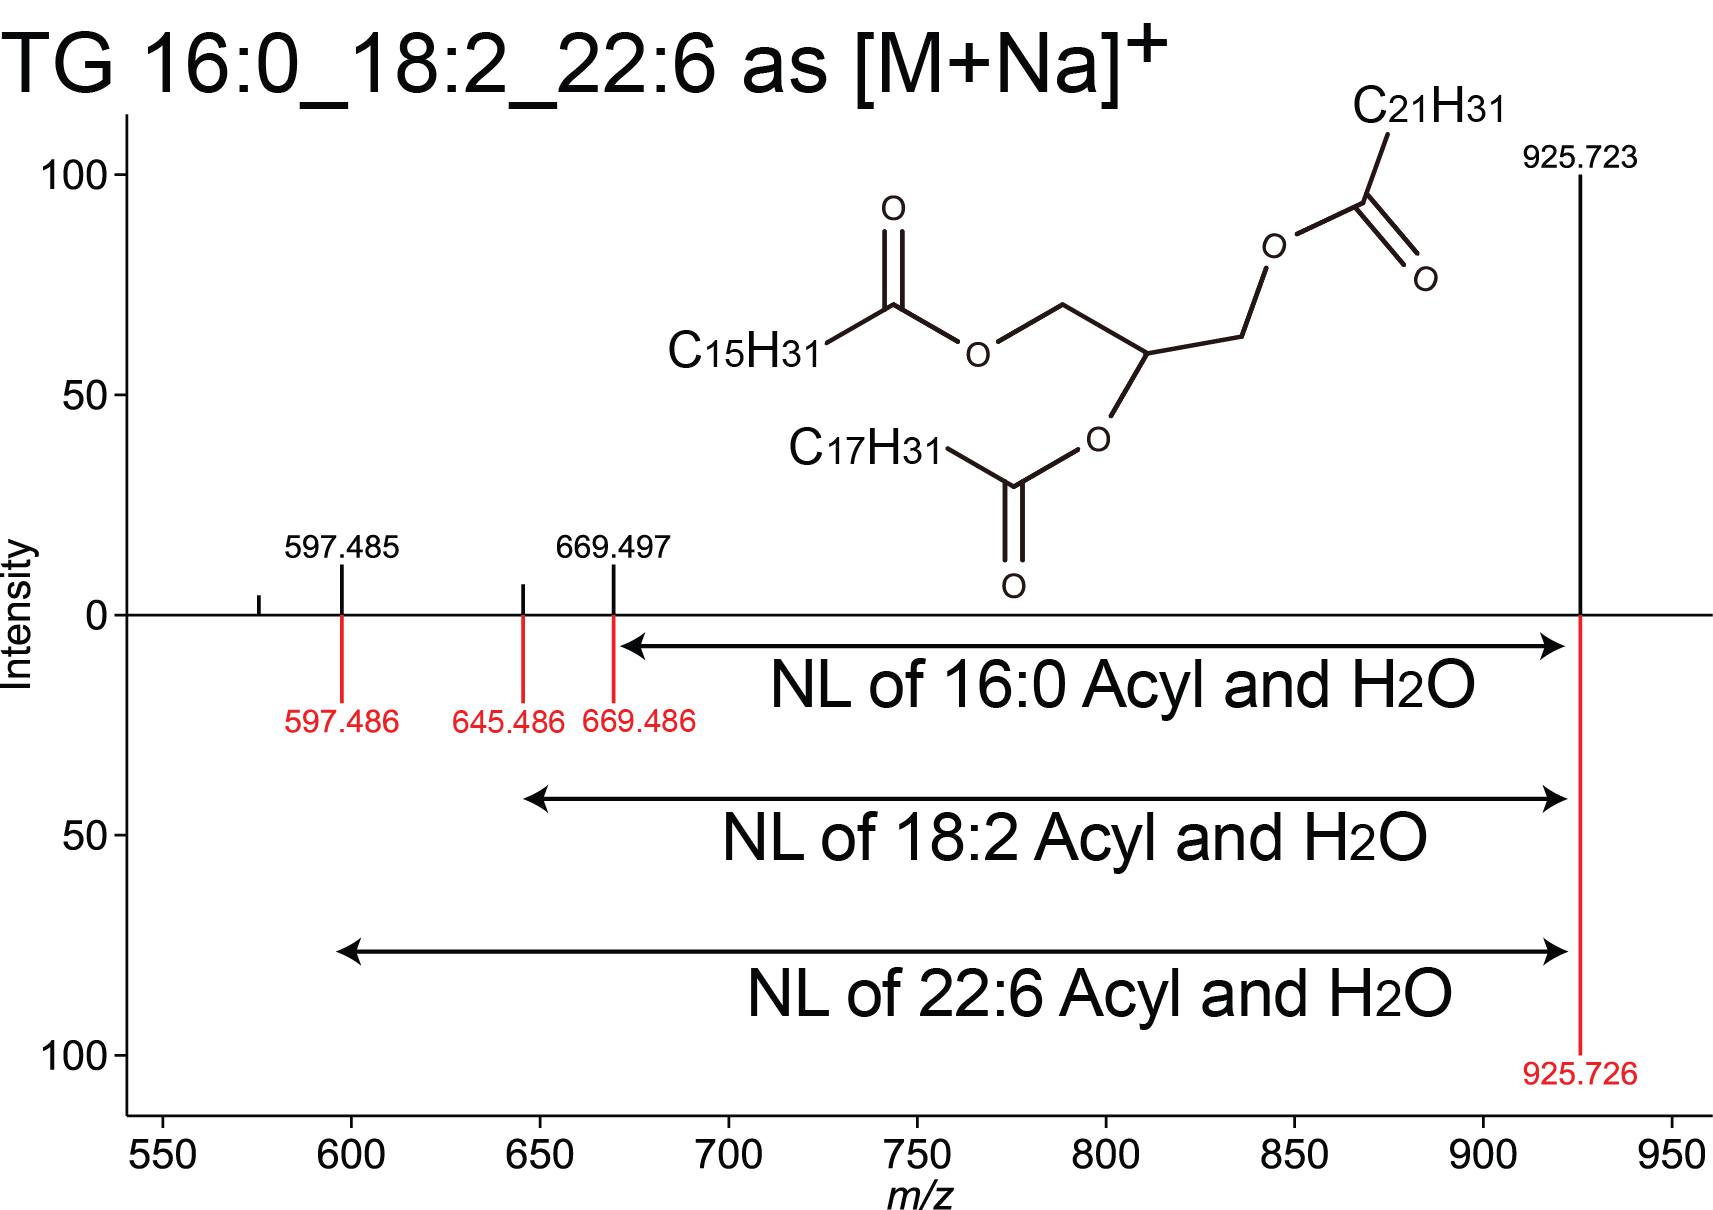 TG 16:0_18:2_22:6 as [M+Na]+
C21H31
925.723
100
O
O
O
C15H31
O
50
C17H31
O
O
597.485
669.497
Intensity
0
NL of 16:0 Acyl and H2O
597.486
645.486
669.486
50
NL of 18:2 Acyl and H2O
NL of 22:6 Acyl and H2O
100
925.726
550 600 650 700 750 800 850 900 950
m/z